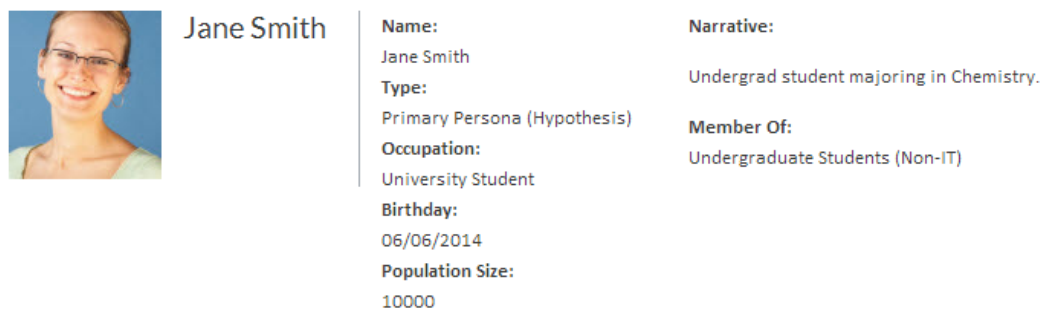 Jane Smith
Name:
Jane Smith
Type:
Primary Persona (Hypothesis)
Occupation:
University Student
Birthday:
06/06/2014
Population Size:
10000
Narrative:
Undergrad student majoring in Chemistry.
Member Of:
Undergraduate Students (Non-IT)